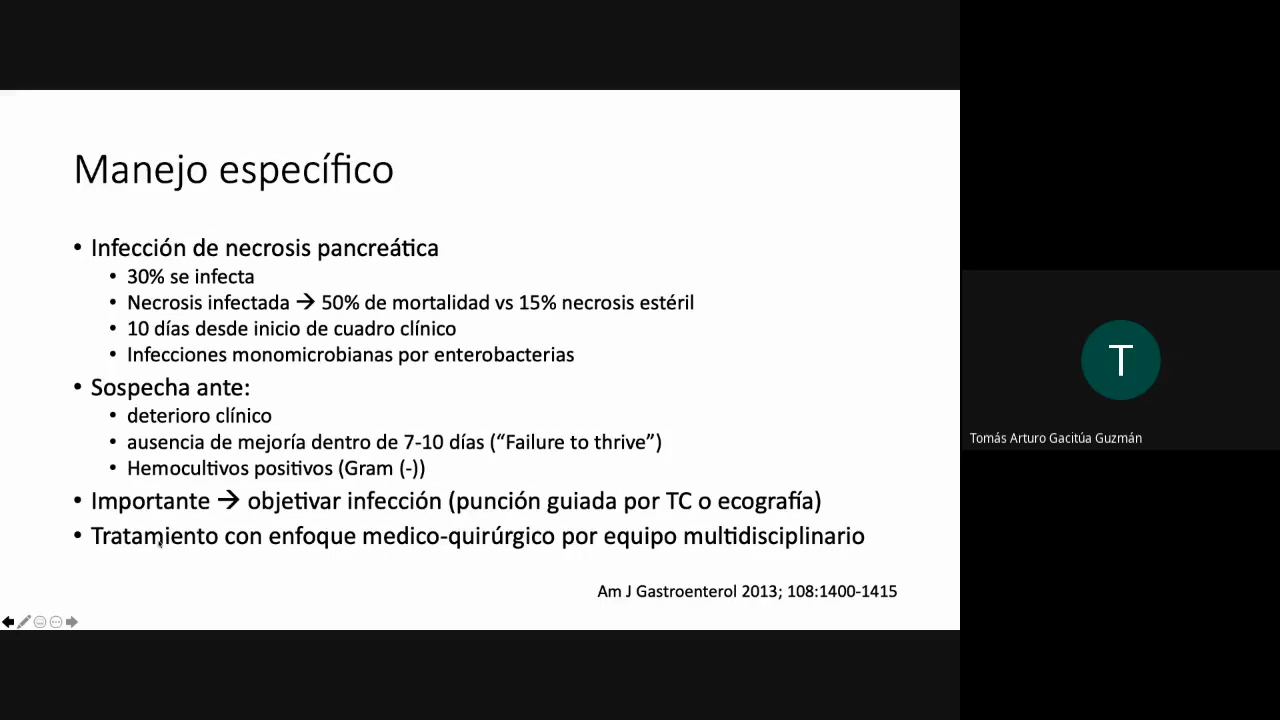 Manejo específico
• Infección de necrosis pancreática
• 30% se infecta
• Necrosis infectada → 50% de mortalidad vs 15% necrosis estéril
• 10 días desde inicio de cuadro clínico
• Infecciones monomicrobianas por enterobacterias
• Sospecha ante:
• deterioro clínico
• ausencia de mejoría dentro de 7-10 días (“Failure to thrive”)
• Hemocultivos positivos (Gram (-))
• Importante → objetivar infección (punción guiada por TC o ecografía)
• Tratamiento con enfoque medico-quirúrgico por equipo multidisciplinario
Am J Gastroenterol 2013; 108:1400-1415
T
Tomás Arturo Gacitúa Guzmán